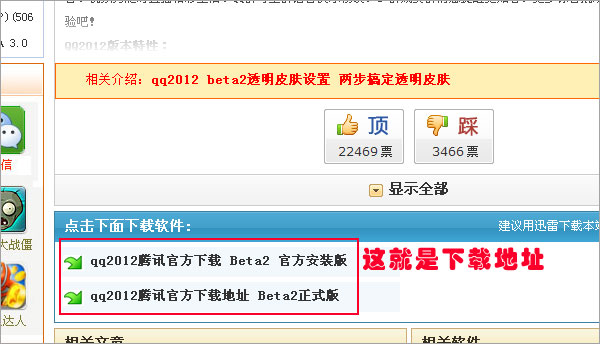 P)(506
A 3.0
验吧!
QQ2012版本特性:
相关介绍: qq2012 beta2透明皮肤设置 两步搞定透明皮肤
顶
22469票
踩
3466票
信
显示全部
大战僵
点击下面下载软件:
建议用迅雷下载本站
qq2012腾讯官方下载 Beta2 官方安装版
这就是下载地址
qq2012腾讯官方下载地址 Beta2正式版
达人
相关文章
相关软件